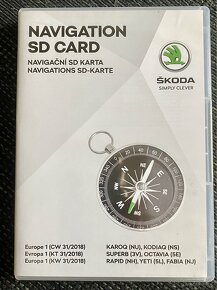 NAVIGATION
SD CARD
NAVIGAČNÍ SD KARTA
NAVIGATIONS SD-KARTE
ŠKODA
SIMPLY CLEVER
Europe 1 (CW 31/2018)
Evropa 1 (KT 31/2018)
Europa 1 (KW 31/2018)
KAROQ (NU), KODIAQ (NS)
SUPERB (3V), OCTAVIA (5E)
RAPID (NH), YETI (5L), FABIA (NJ)